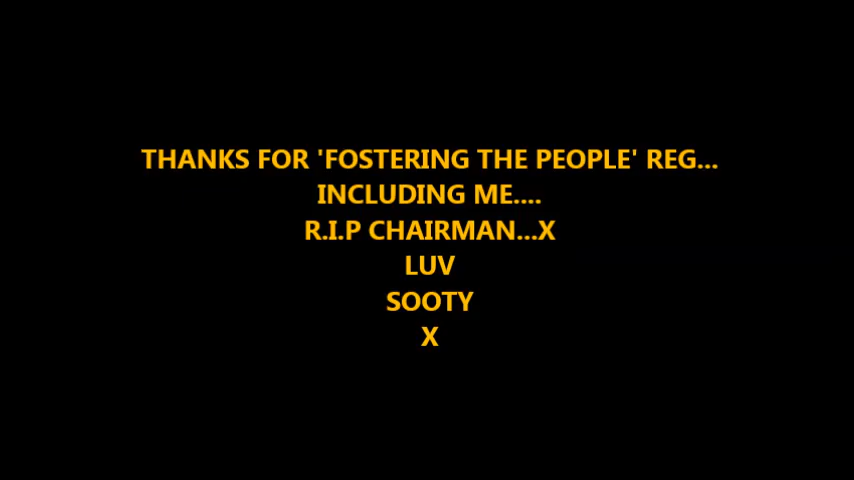 THANKS FOR 'FOSTERING THE PEOPLE' REG...
INCLUDING ME....
R.I.P CHAIRMAN...X
LUV
SOOTY
X